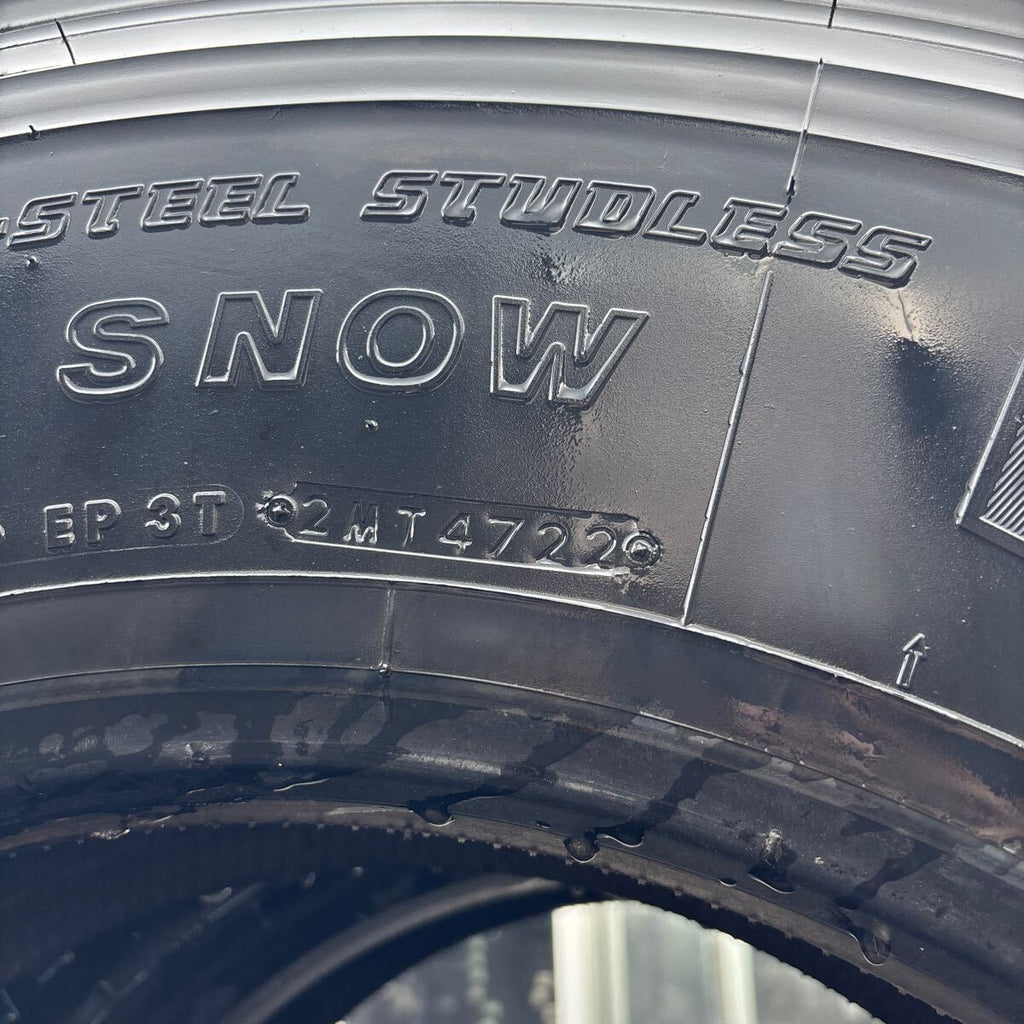 -STEEL STUDLESS
SNOW
EP 3T 2MT4722